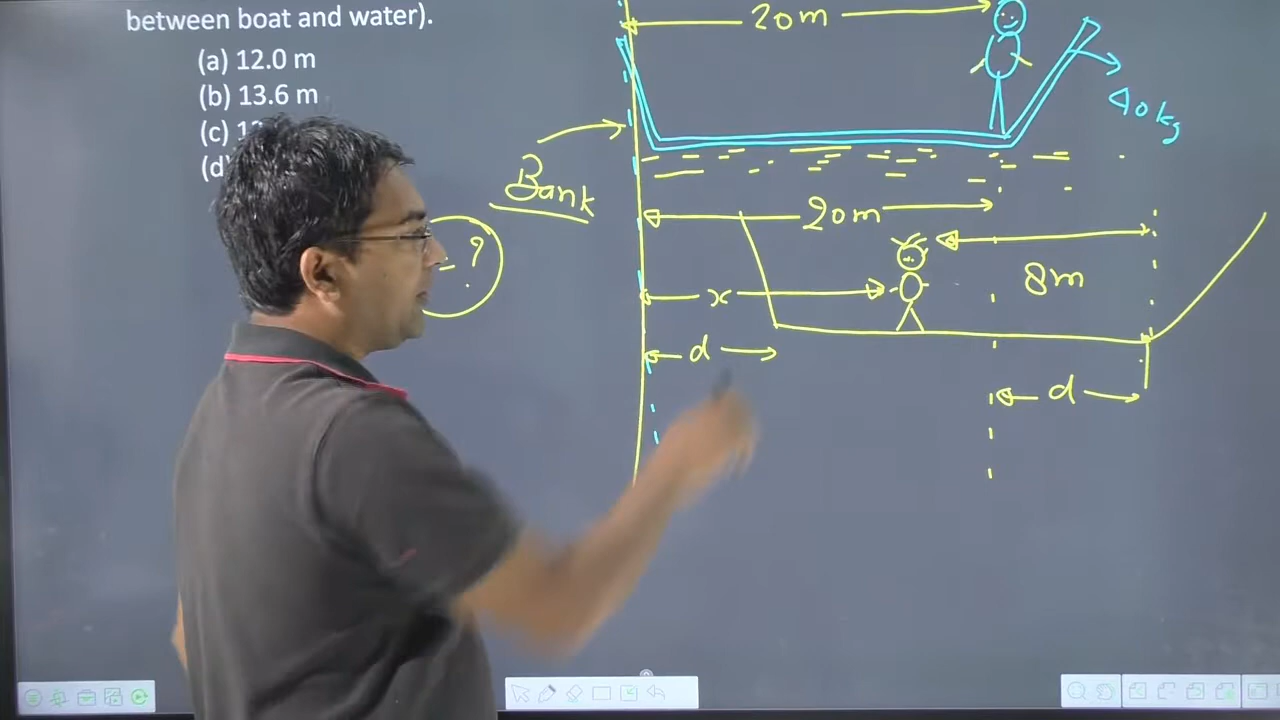 between boat and water).
(a) 12.0 m
(b) 13.6 m
(c)
(d)
20m
40kg
Bank
20m
?
8m
x
d
d